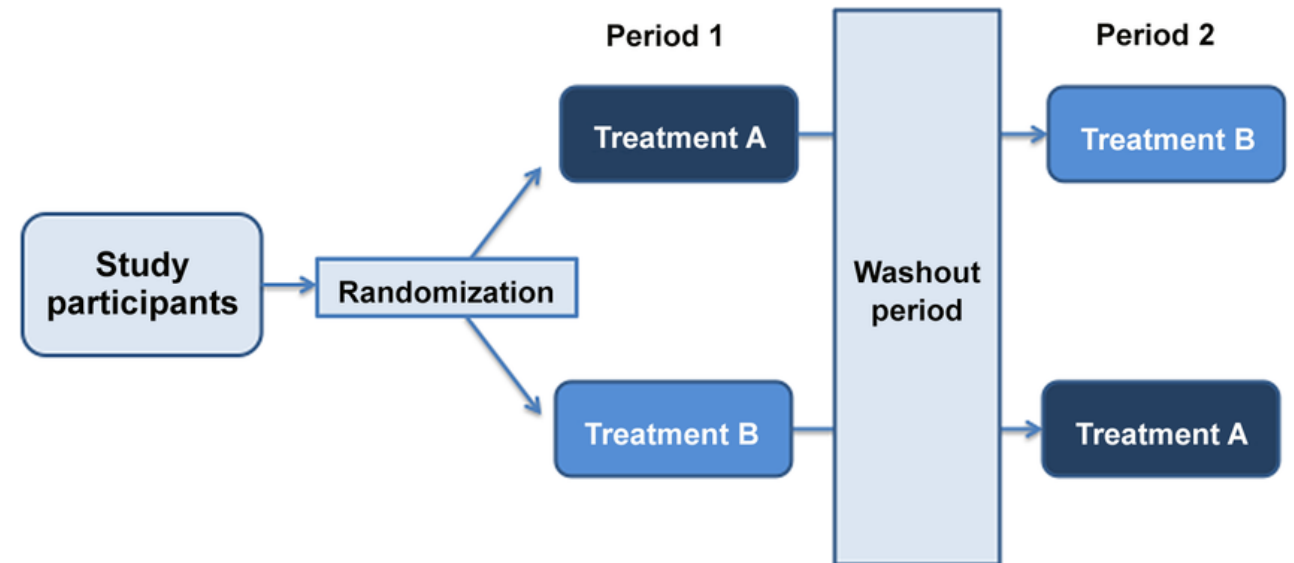 Period 1
Period 2
Treatment A
Treatment B
Study
participants
Randomization
Washout
period
Treatment B
Treatment A